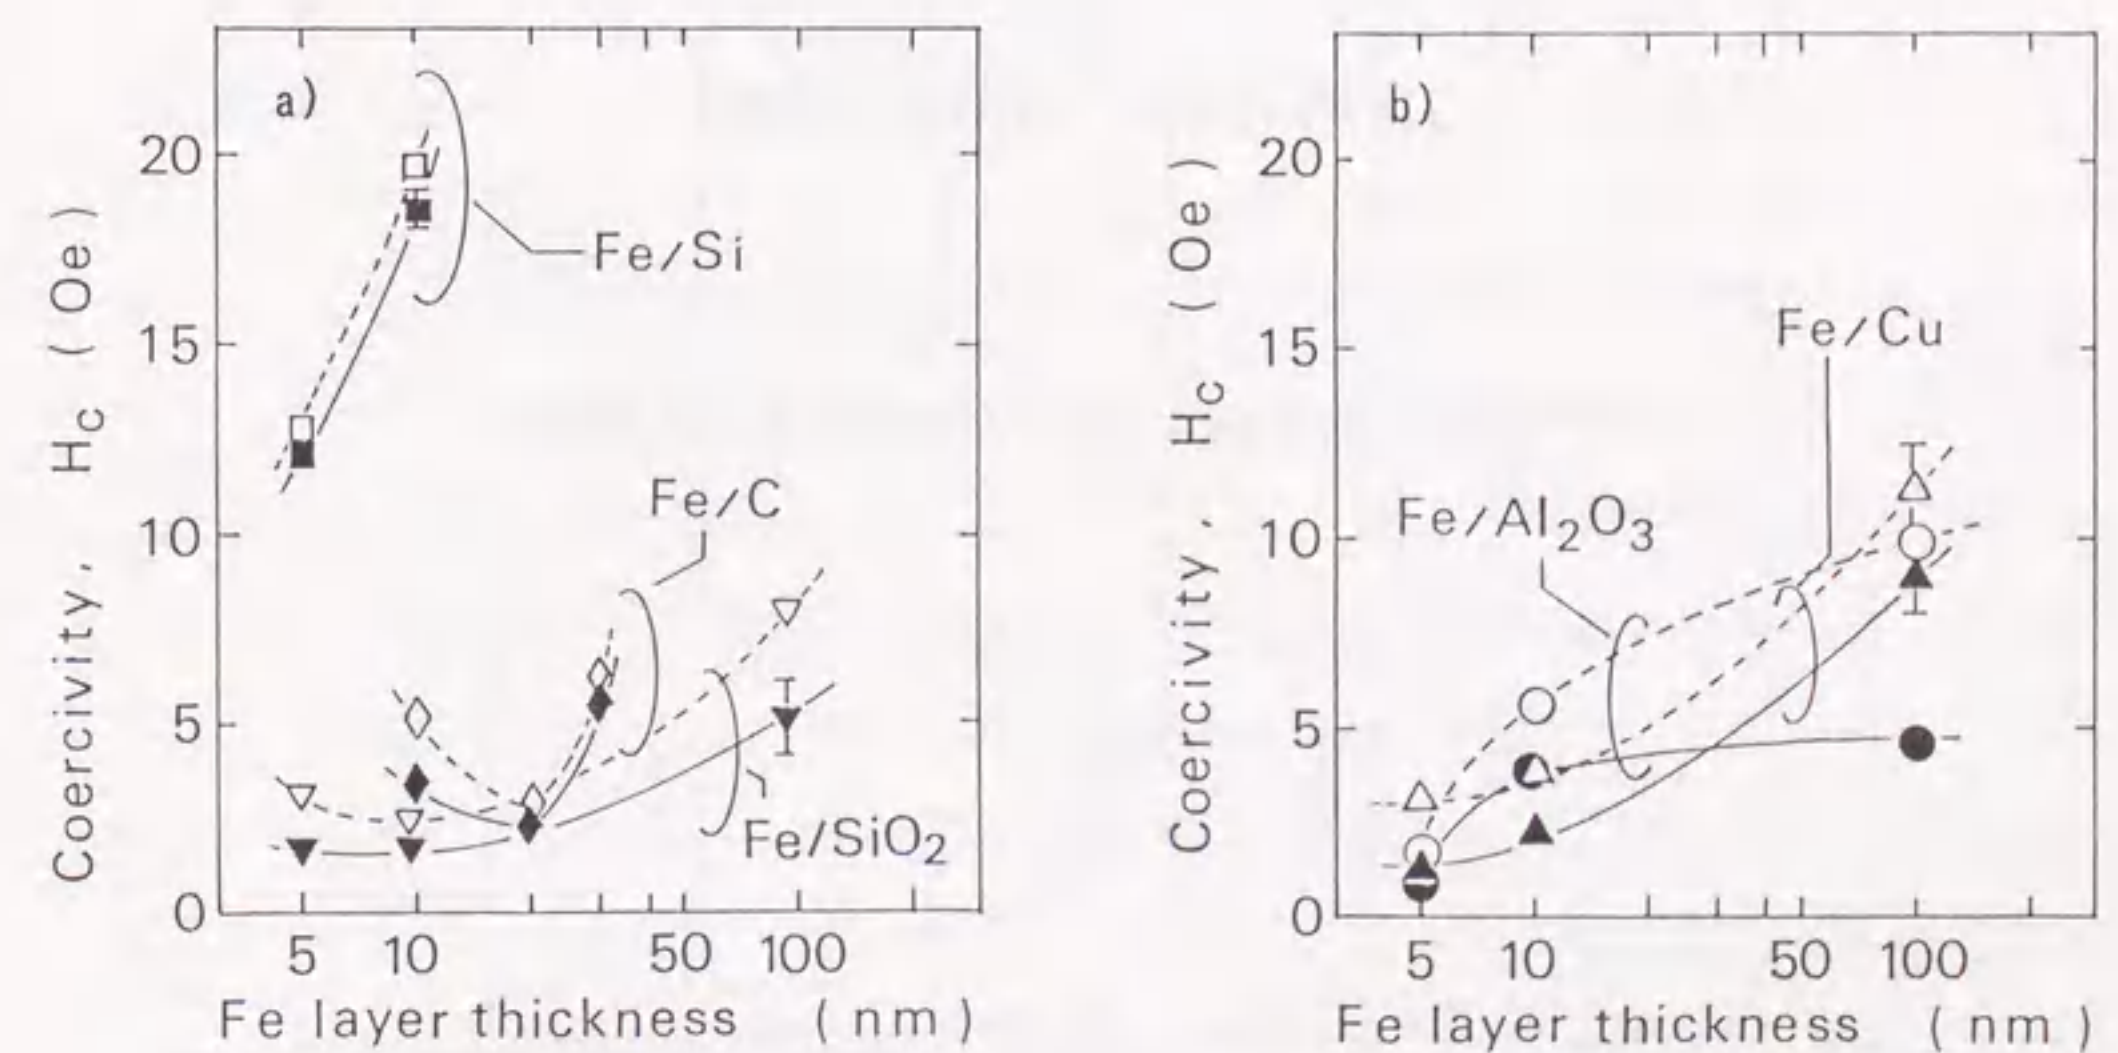 a)
20
15
10
5
0
Fe/Si
Fe/C
Fe/SiO2
5 10 50 100
Coercivity, Hc (Oe)
Fe layer thickness (nm)
b)
20
15
10
5
0
Fe/Cu
Fe/Al2O3
5 10 50 100
Coercivity, Hc (Oe)
Fe layer thickness (nm)